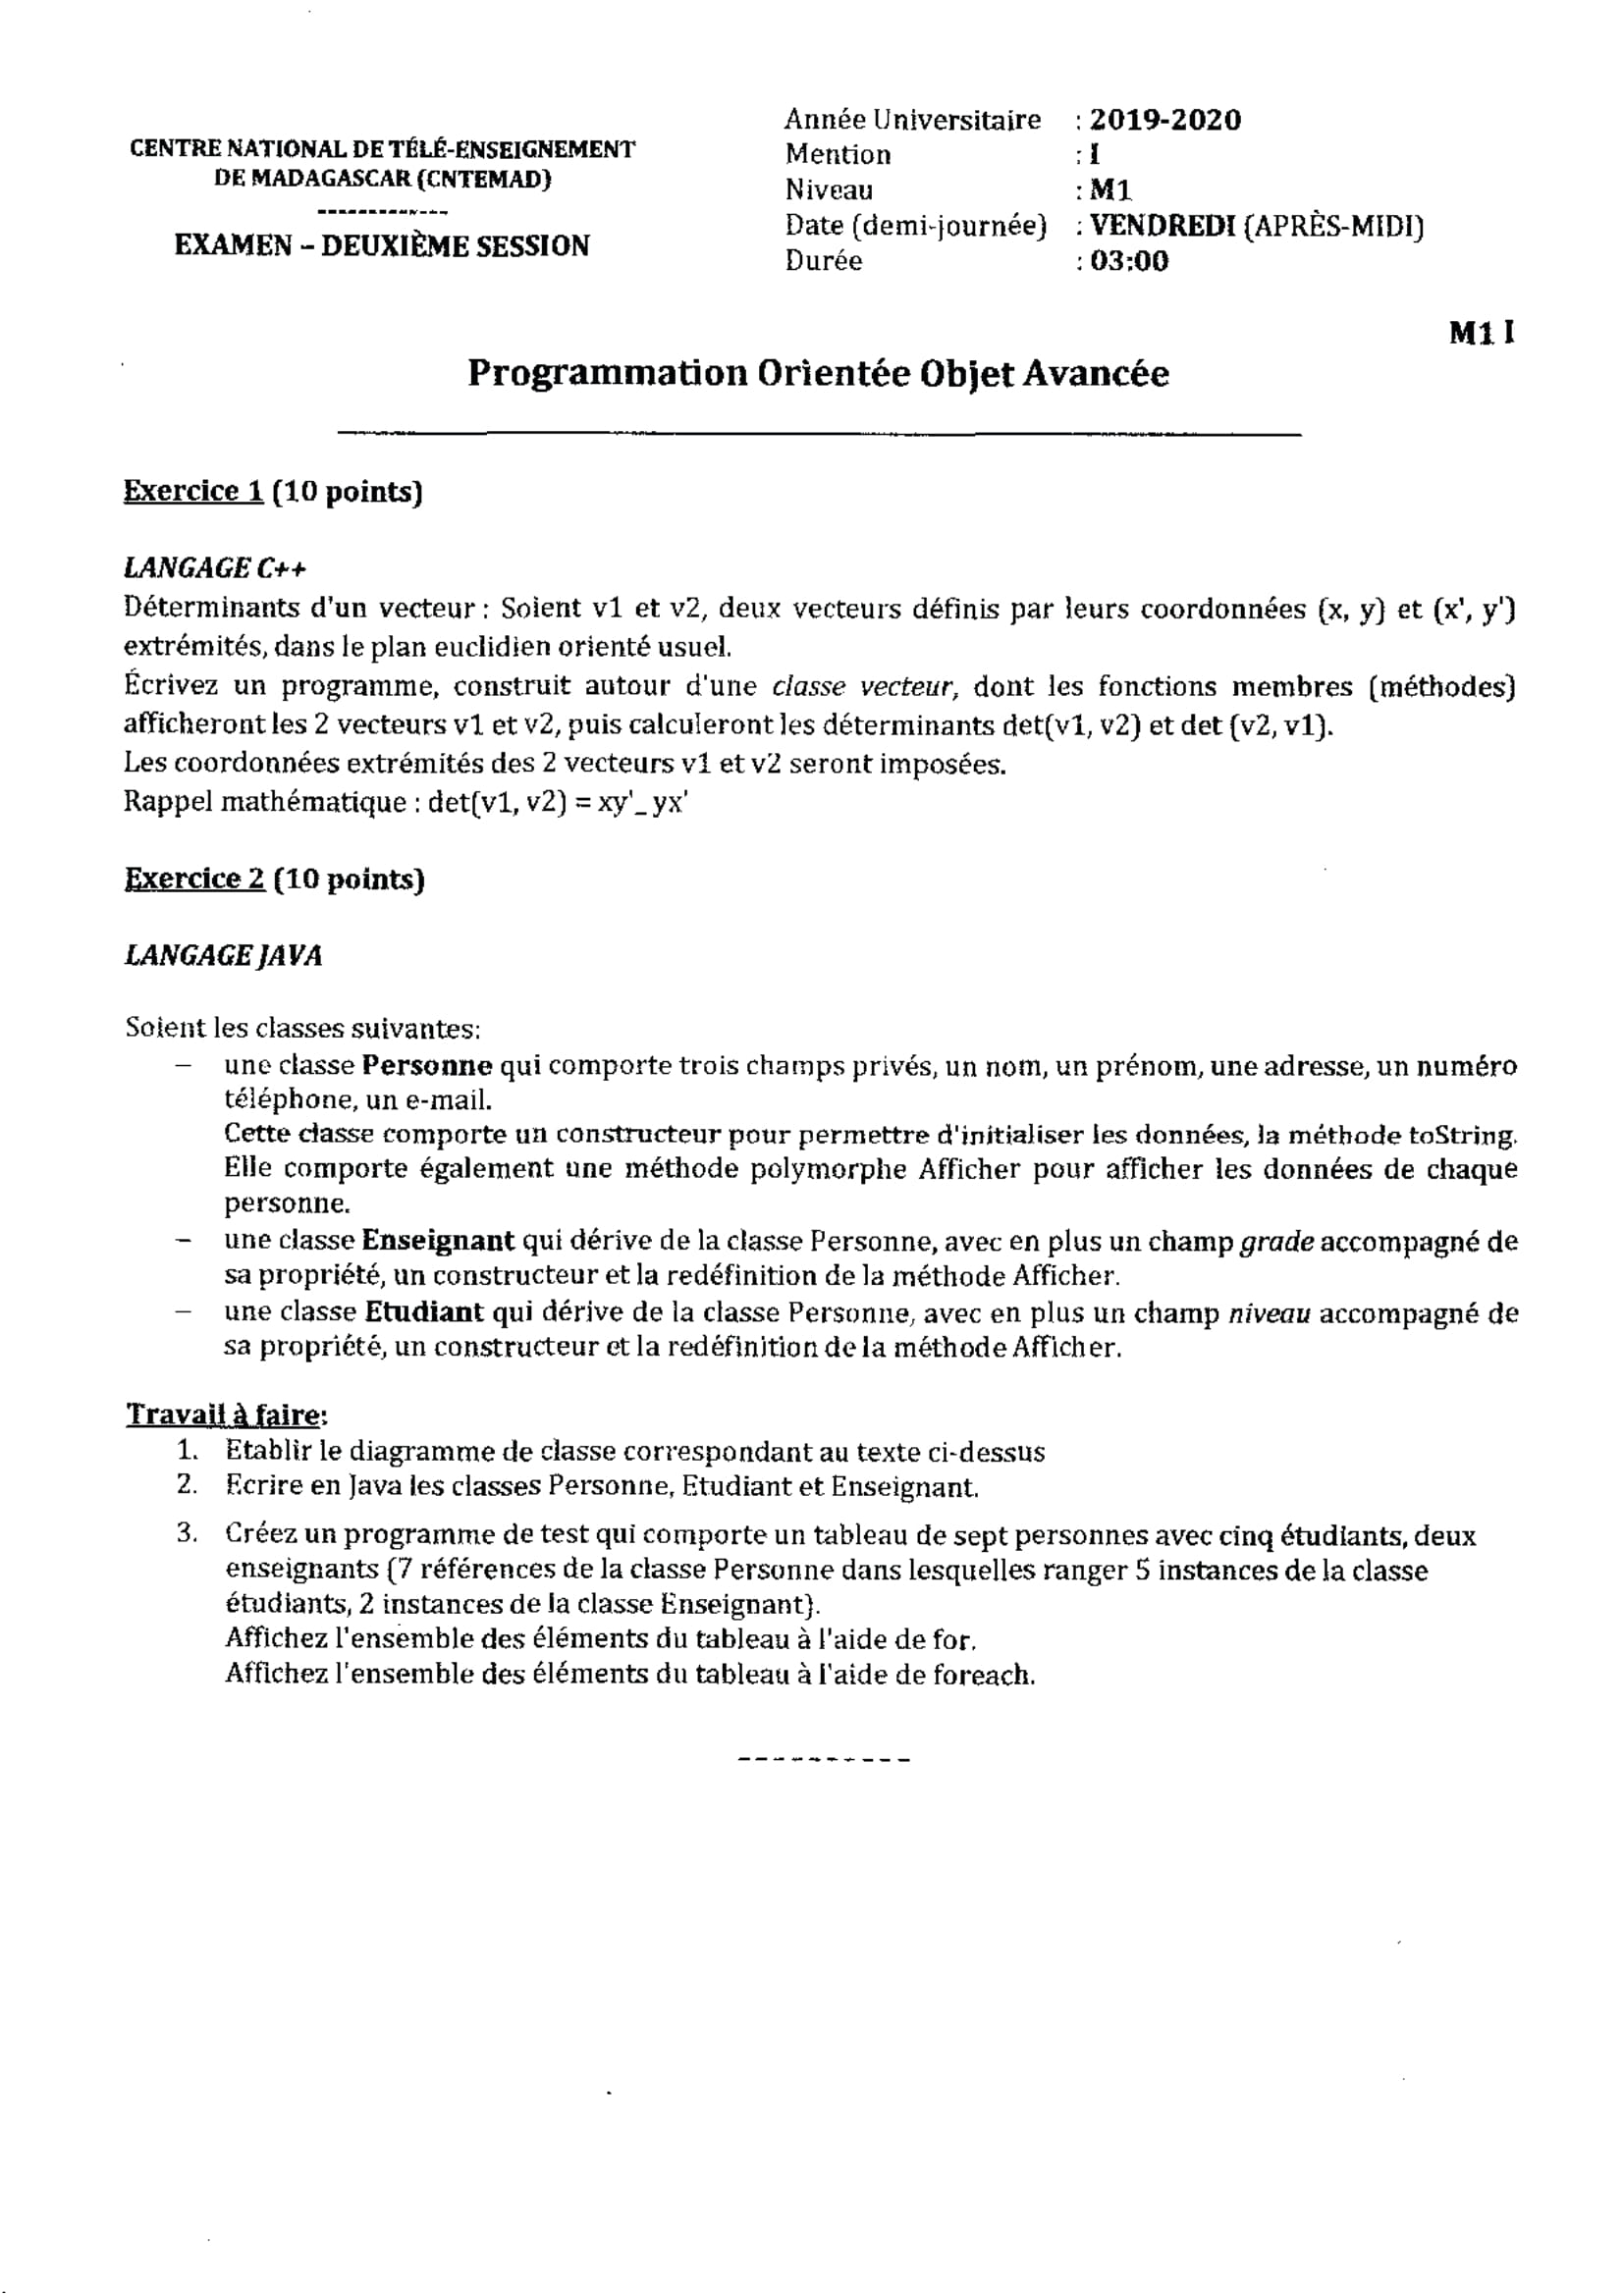 CENTRE NATIONAL DE TÉLÉ-ENSEIGNEMENT
DE MADAGASCAR (CNTEMAD)
------------
EXAMEN – DEUXIÈME SESSION
Année Universitaire : 2019-2020
Mention : I
Niveau : M1
Date (demi-journée) : VENDREDI (APRÈS-MIDI)
Durée : 03:00
M1 I
Programmation Orientée Objet Avancée
Exercice 1 (10 points)
LANGAGE C++
Déterminants d'un vecteur : Soient v1 et v2, deux vecteurs définis par leurs coordonnées (x, y) et (x', y')
extrémités, dans le plan euclidien orienté usuel.
Écrivez un programme, construit autour d'une classe vecteur, dont les fonctions membres (méthodes)
afficheront les 2 vecteurs v1 et v2, puis calculeront les déterminants det(v1, v2) et det (v2, v1).
Les coordonnées extrémités des 2 vecteurs v1 et v2 seront imposées.
Rappel mathématique : det(v1, v2) = xy'_ yx'
Exercice 2 (10 points)
LANGAGE JAVA
Soient les classes suivantes:
– une classe Personne qui comporte trois champs privés, un nom, un prénom, une adresse, un numéro
téléphone, un e-mail.
Cette classe comporte un constructeur pour permettre d'initialiser les données, la méthode toString.
Elle comporte également une méthode polymorphe Afficher pour afficher les données de chaque
personne.
– une classe Enseignant qui dérive de la classe Personne, avec en plus un champ grade accompagné de
sa propriété, un constructeur et la redéfinition de la méthode Afficher.
– une classe Etudiant qui dérive de la classe Personne, avec en plus un champ niveau accompagné de
sa propriété, un constructeur et la redéfinition de la méthode Afficher.
Travail à faire:
1. Etablir le diagramme de classe correspondant au texte ci-dessus
2. Ecrire en Java les classes Personne, Etudiant et Enseignant.
3. Créez un programme de test qui comporte un tableau de sept personnes avec cinq étudiants, deux
enseignants (7 références de la classe Personne dans lesquelles ranger 5 instances de la classe
étudiants, 2 instances de la classe Enseignant).
Affichez l'ensemble des éléments du tableau à l'aide de for.
Affichez l'ensemble des éléments du tableau à l'aide de foreach.
----------